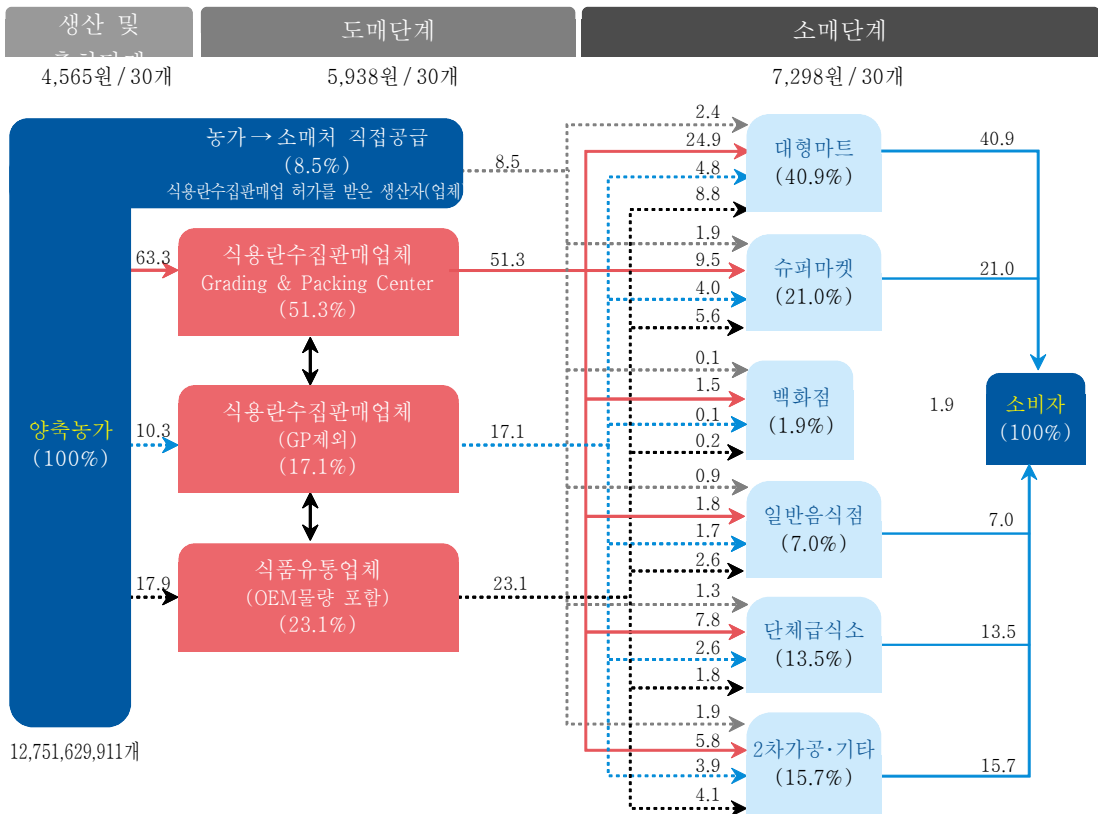 생산 및
도매단계
소매단계
4,565원 / 30개
5,938원 / 30개
7,298원 / 30개
농가→소매처 직접공급
(8.5%)
식용란수집판매업 허가를 받은 생산자(업체
8.5
63.3
식용란수집판매업체
Grading & Packing Center
(51.3%)
51.3
양축농가
(100%)
10.3
식용란수집판매업체
(GP제외)
(17.1%)
17.1
17.9
식품유통업체
(OEM물량 포함)
(23.1%)
23.1
12,751,629,911개
2.4
24.9
4.8
8.8
대형마트
(40.9%)
40.9
1.9
9.5
4.0
5.6
슈퍼마켓
(21.0%)
21.0
0.1
1.5
0.1
0.2
백화점
(1.9%)
1.9
소비자
(100%)
0.9
1.8
1.7
2.6
일반음식점
(7.0%)
7.0
1.3
7.8
2.6
1.8
단체급식소
(13.5%)
13.5
1.9
5.8
3.9
4.1
2차가공·기타
(15.7%)
15.7